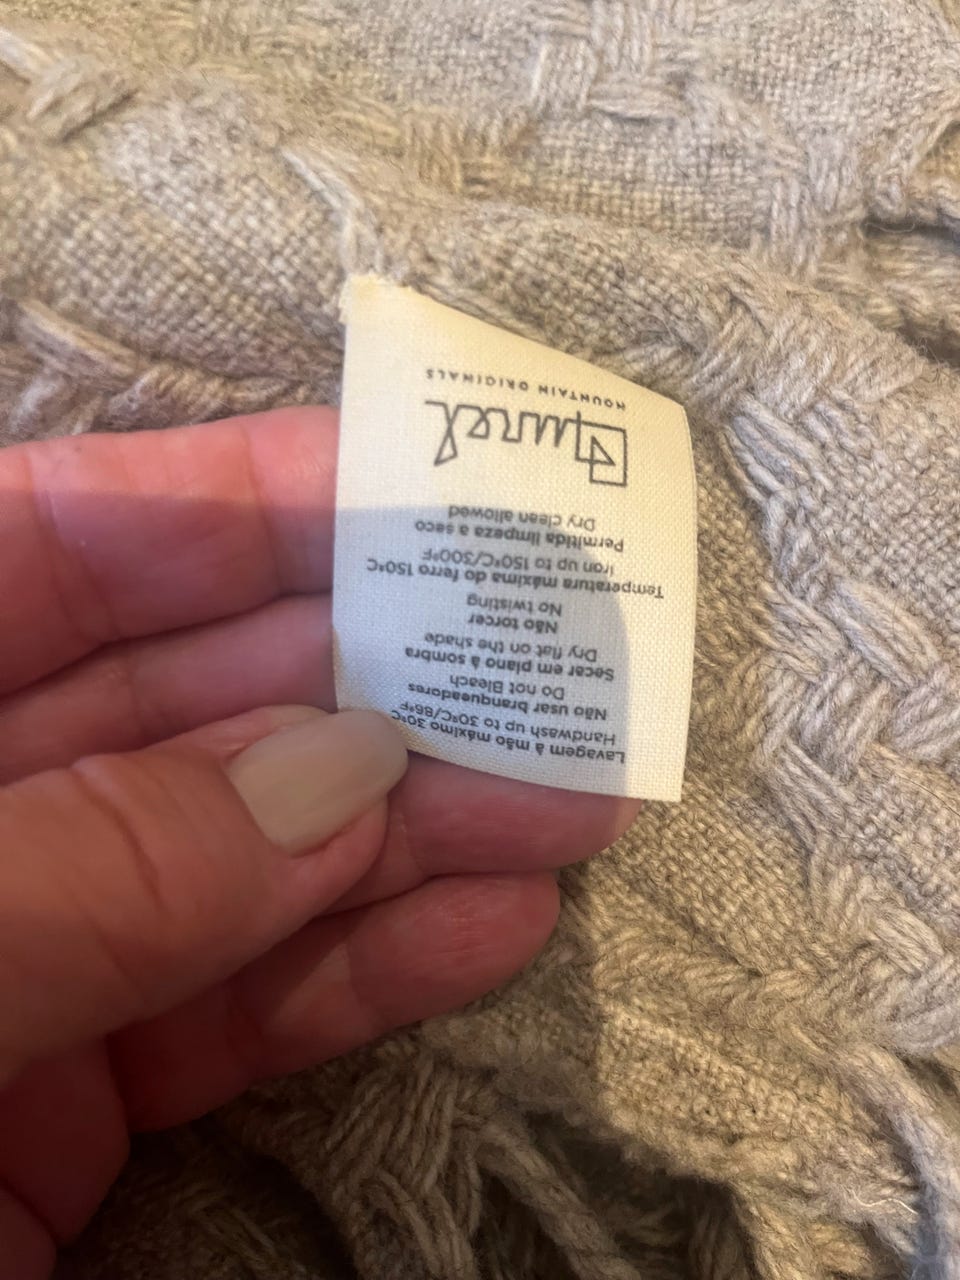 Lavagem à mão máximo 30ºC
Handwash up to 30ºC/86ºF
Não usar branqueadores
Do not Bleach
Secar em plano à sombra
Dry flat on the shade
Não torcer
No twisting
Temperatura máxima do ferro 150ºC
Iron up to 150ºC/300ºF
Permitida limpeza a seco
Dry clean allowed
Burel
MOUNTAIN ORIGINALS